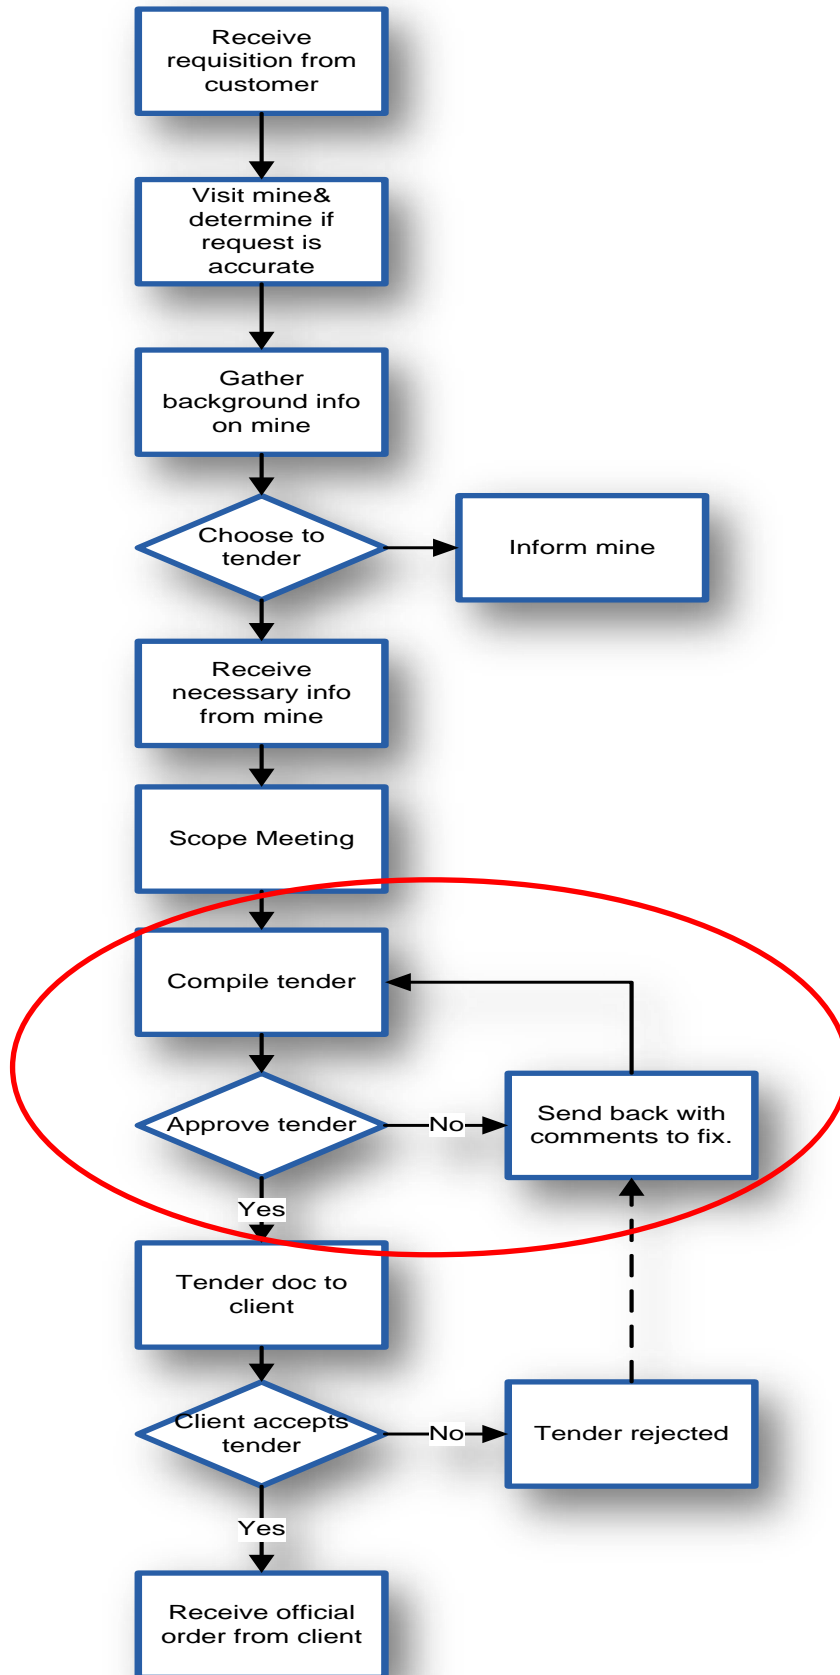 Receive
requisition from
customer
Visit mine&
determine if
request is
accurate
Gather
background info
on mine
Choose to
tender
Inform mine
Receive
necessary info
from mine
Scope Meeting
Compile tender
Approve tender
No
Send back with
comments to fix.
Yes
Tender doc to
client
Client accepts
tender
No
Tender rejected
Yes
Receive official
order from client